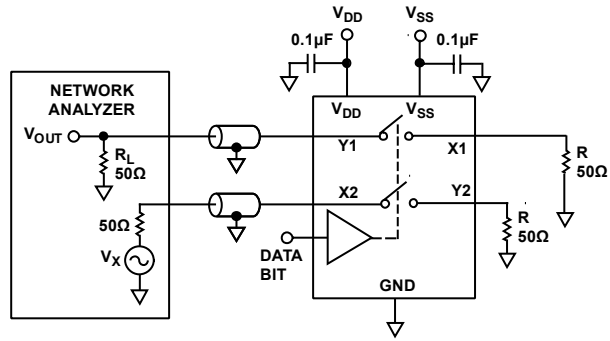 VDD
VSS
0.1µF
0.1µF
NETWORK
ANALYZER
VDD
VSS
VOUT
RL
50Ω
Y1
X1
R
50Ω
X2
Y2
50Ω
R
50Ω
VX
DATA
BIT
GND